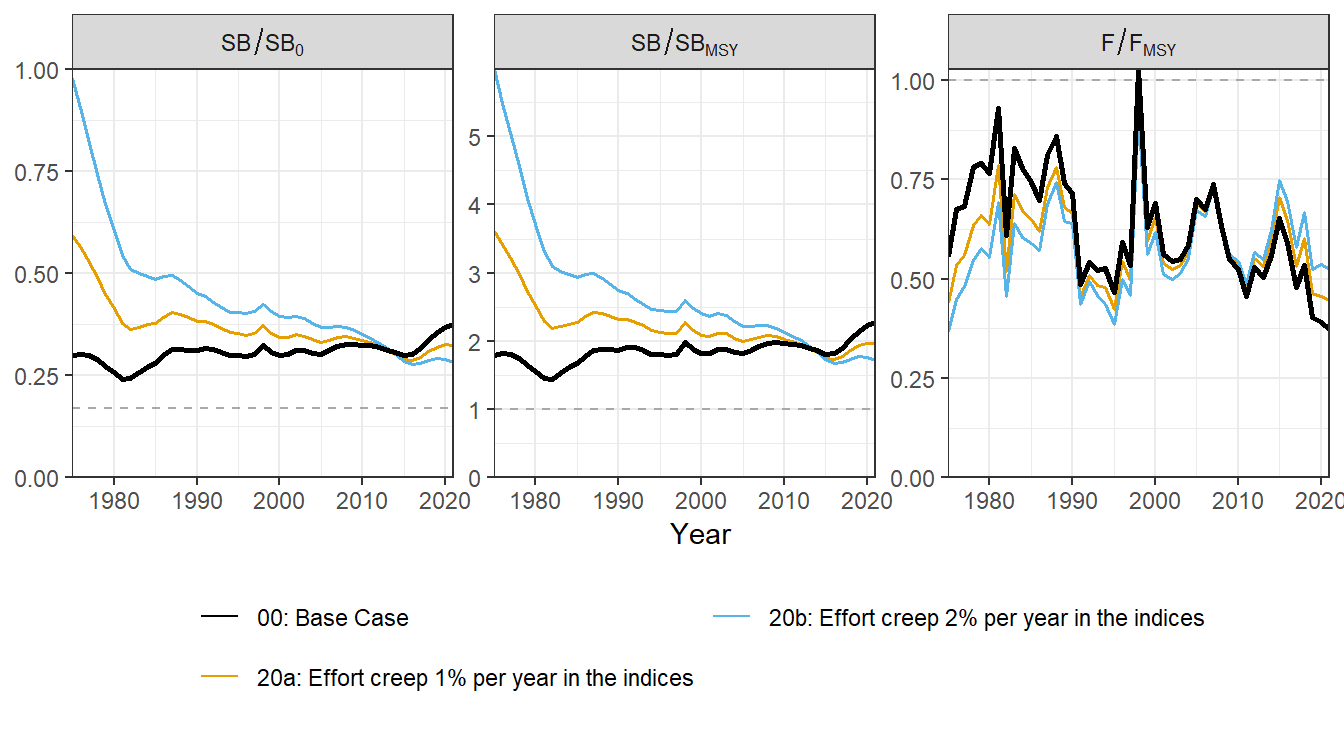 SB/SB0
SB/SBMSY
F/FMSY
1.00
0.75
0.50
0.25
0.00
1980 1990 2000 2010 2020
5
4
3
2
1
0
1980 1990 2000 2010 2020
1.00
0.75
0.50
0.25
0.00
1980 1990 2000 2010 2020
Year
00: Base Case
20b: Effort creep 2% per year in the indices
20a: Effort creep 1% per year in the indices